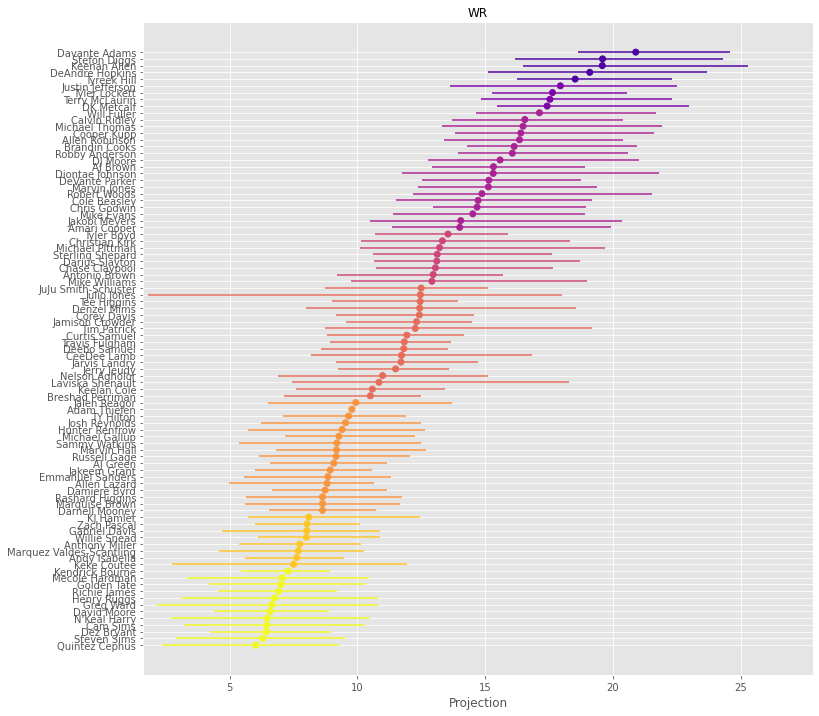 WR
Davante Adams
Stefon Diggs
Keenan Allen
DeAndre Hopkins
Tyreek Hill
Justin Jefferson
Tyler Lockett
Terry McLaurin
DK Metcalf
Will Fuller
Calvin Ridley
Michael Thomas
Cooper Kupp
Allen Robinson
Brandin Cooks
Robby Anderson
DJ Moore
AJ Brown
Diontae Johnson
DeVante Parker
Marvin Jones
Robert Woods
Cole Beasley
Chris Godwin
Mike Evans
Jakobi Meyers
Amari Cooper
Tyler Boyd
Christian Kirk
Michael Pittman
Sterling Shepard
Darius Slayton
Chase Claypool
Antonio Brown
Mike Williams
JuJu Smith-Schuster
Julio Jones
Tee Higgins
Denzel Mims
Corey Davis
Jamison Crowder
Tim Patrick
Curtis Samuel
Travis Fulgham
Deebo Samuel
CeeDee Lamb
Jarvis Landry
Jerry Jeudy
Nelson Agholor
Laviska Shenault
Keelan Cole
Breshad Perriman
Jalen Reagor
Adam Thielen
TY Hilton
Josh Reynolds
Hunter Renfrow
Michael Gallup
Sammy Watkins
Marvin Hall
Russell Gage
AJ Green
Jakeem Grant
Emmanuel Sanders
Allen Lazard
Damiere Byrd
Rashard Higgins
Marquise Brown
Darnell Mooney
KJ Hamler
Zach Pascal
Gabriel Davis
Willie Snead
Anthony Miller
Marquez Valdes-Scantling
Andy Isabella
Keke Coutee
Kendrick Bourne
Mecole Hardman
Golden Tate
Richie James
Henry Ruggs
Greg Ward
David Moore
N'Keal Harry
Cam Sims
Dez Bryant
Steven Sims
Quintez Cephus
5 10 15 20 25
Projection